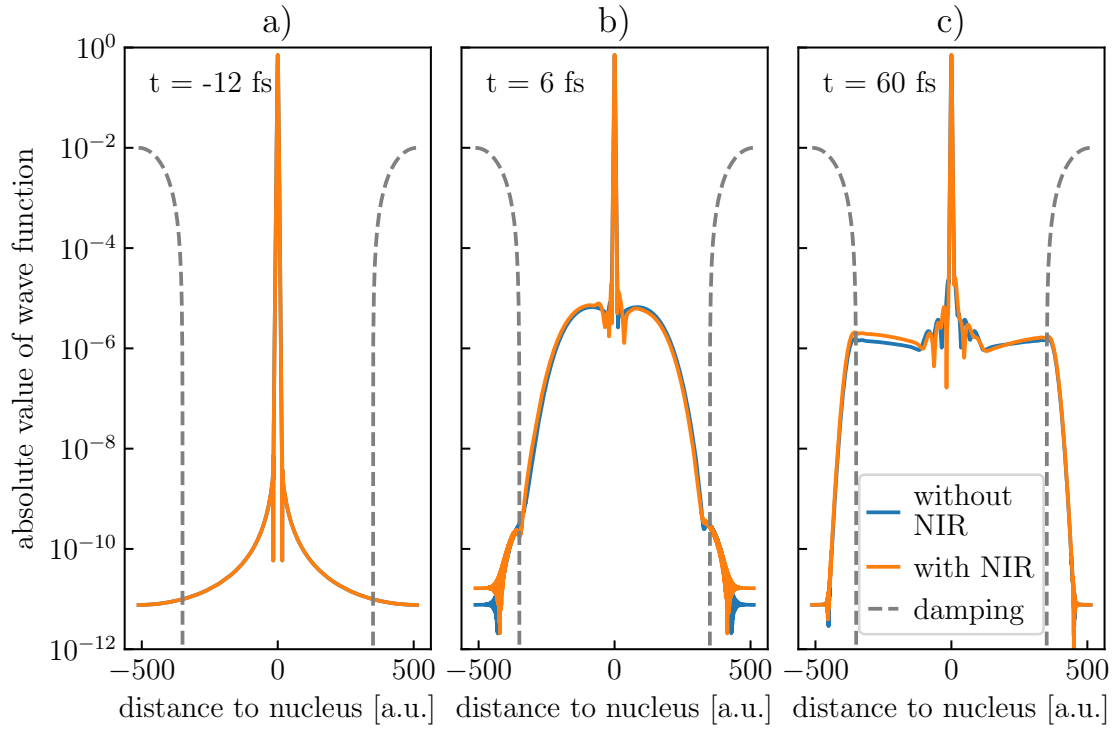 a)
b)
c)
t = -12 fs
t = 6 fs
t = 60 fs
absolute value of wave function
10^0
10^−2
10^−4
10^−6
10^−8
10^−10
10^−12
without
NIR
with NIR
damping
−500 0 500
−500 0 500
−500 0 500
distance to nucleus [a.u.]
distance to nucleus [a.u.]
distance to nucleus [a.u.]